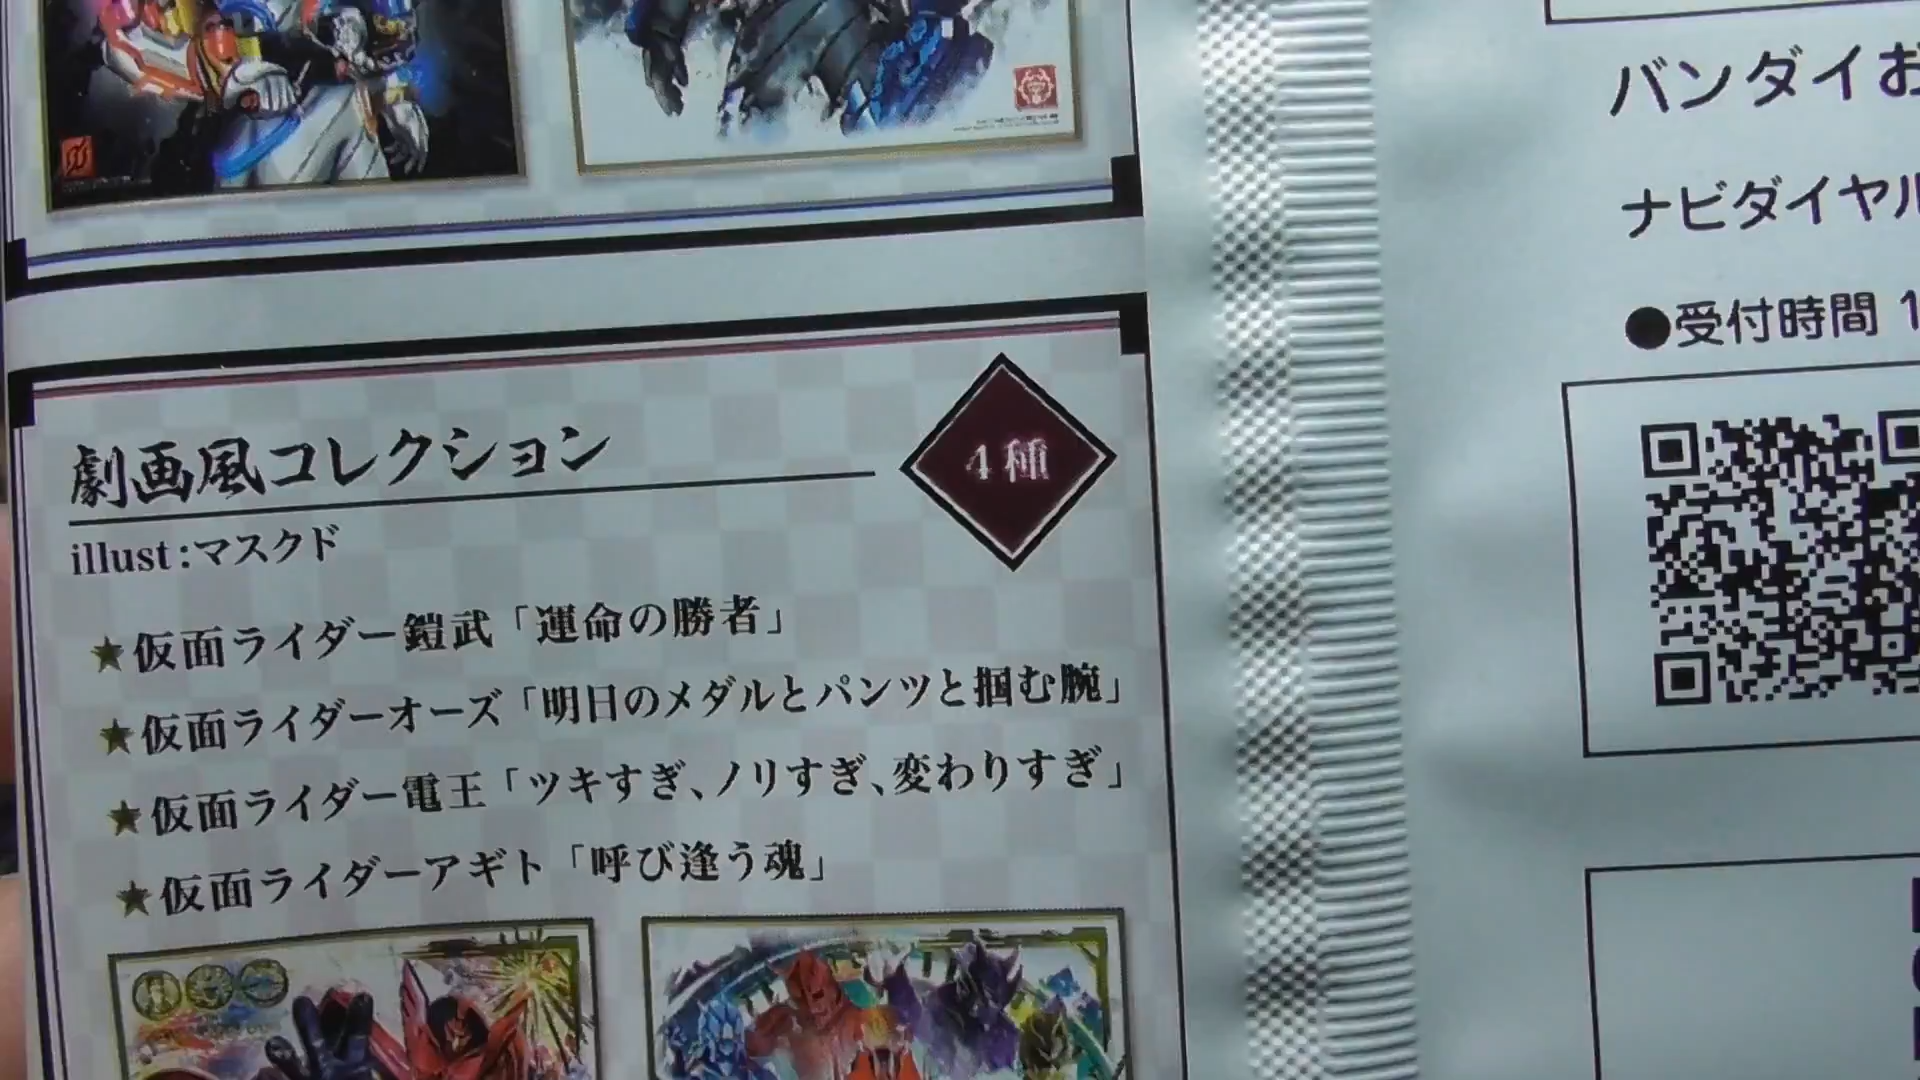 劇画風コレクション
4種
illust:マスクド
★仮面ライダー鎧武「運命の勝者」
★仮面ライダーオーズ「明日のメダルとパンツと掴む腕」
★仮面ライダー電王「ツキすぎ、ノリすぎ、変わりすぎ」
★仮面ライダーアギト「呼び逢う魂」
バンダイお
ナビダイヤル
●受付時間 1